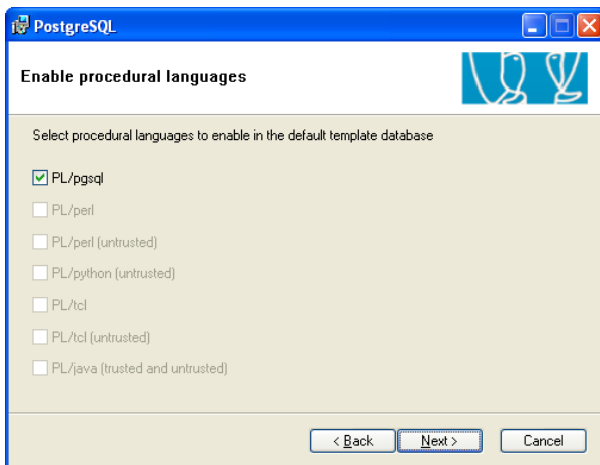 PostgreSQL
Enable procedural languages
Select procedural languages to enable in the default template database
PL/pgsql
PL/perl
PL/perl (untrusted)
PL/python (untrusted)
PL/tcl
PL/tcl (untrusted)
PL/java (trusted and untrusted)
< Back Next > Cancel